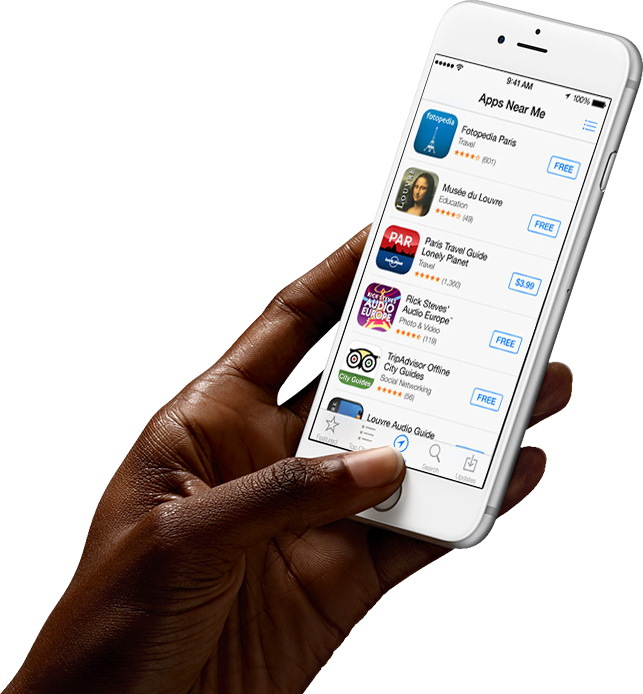 9:41 AM
100%
Apps Near Me
fotopedia
Fotopedia Paris
Travel
(601)
FREE
LOUVRE
Musée du Louvre
Education
(49)
FREE
PAR
Paris Travel Guide
Lonely Planet
Travel
(1,360)
$3.99
RICK STEVES'
AUDIO
EUROPE
Rick Steves'
Audio Europe™
Photo & Video
(119)
FREE
City Guides
TripAdvisor Offline
City Guides
Social Networking
(56)
FREE
Louvre Audio Guide
Featured
Top
Search
Updates